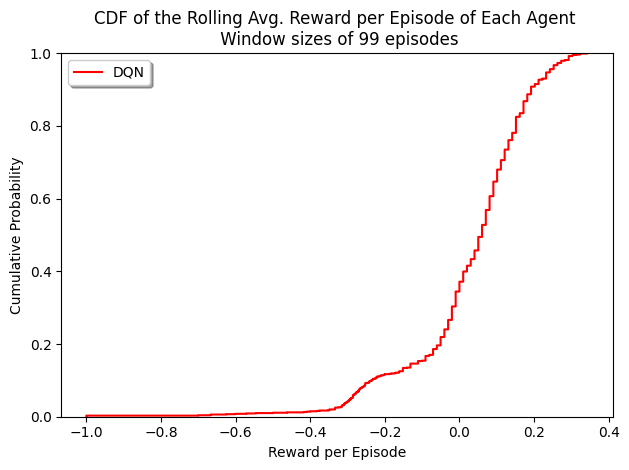 CDF of the Rolling Avg. Reward per Episode of Each Agent
Window sizes of 99 episodes
DQN
Cumulative Probability
1.0
0.8
0.6
0.4
0.2
0.0
−1.0 −0.8 −0.6 −0.4 −0.2 0.0 0.2 0.4
Reward per Episode